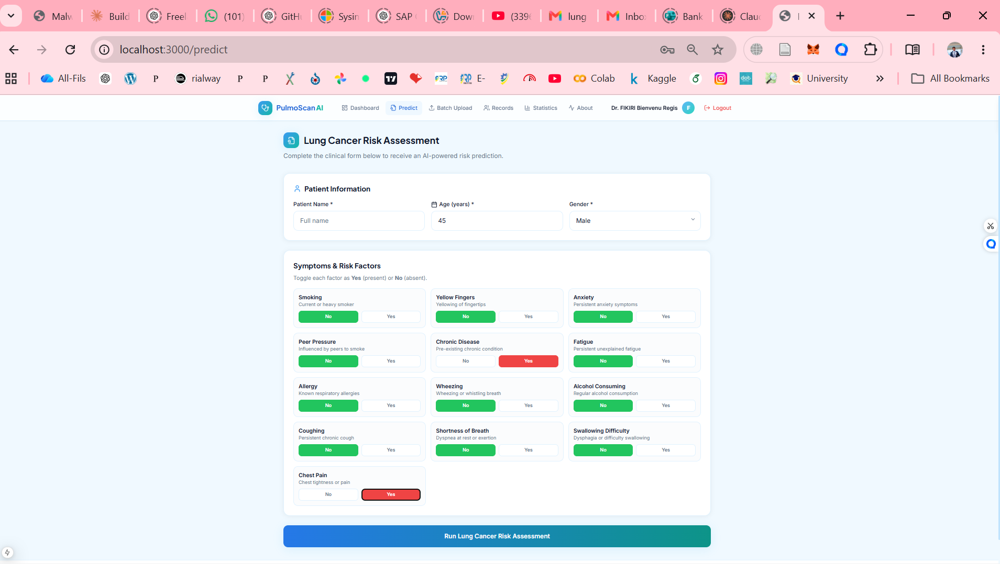 Malw
Build
Freel
(101)
GitHu
Sysin
SAP
Dow
(339
lung
Inbo
Bank
Clau
localhost:3000/predict
All-Fils
P
rialway
P
P
E-
Colab
Kaggle
University
All Bookmarks
PulmoScan AI
Dashboard
Predict
Batch Upload
Records
Statistics
About
Dr. FIKIRI Bienvenu Regis
F
Logout
Lung Cancer Risk Assessment
Complete the clinical form below to receive an AI-powered risk prediction.
Patient Information
Patient Name *
Age (years) *
Gender *
Full name
45
Male
Symptoms & Risk Factors
Toggle each factor as Yes (present) or No (absent).
Smoking
Current or heavy smoker
No
Yes
Yellow Fingers
Yellowing of fingertips
No
Yes
Anxiety
Persistent anxiety symptoms
No
Yes
Peer Pressure
Influenced by peers to smoke
No
Yes
Chronic Disease
Pre-existing chronic condition
No
Yes
Fatigue
Persistent unexplained fatigue
No
Yes
Allergy
Known respiratory allergies
No
Yes
Wheezing
Wheezing or whistling breath
No
Yes
Alcohol Consuming
Regular alcohol consumption
No
Yes
Coughing
Persistent chronic cough
No
Yes
Shortness of Breath
Dyspnea at rest or exertion
No
Yes
Swallowing Difficulty
Dysphagia or difficulty swallowing
No
Yes
Chest Pain
Chest tightness or pain
No
Yes
Run Lung Cancer Risk Assessment